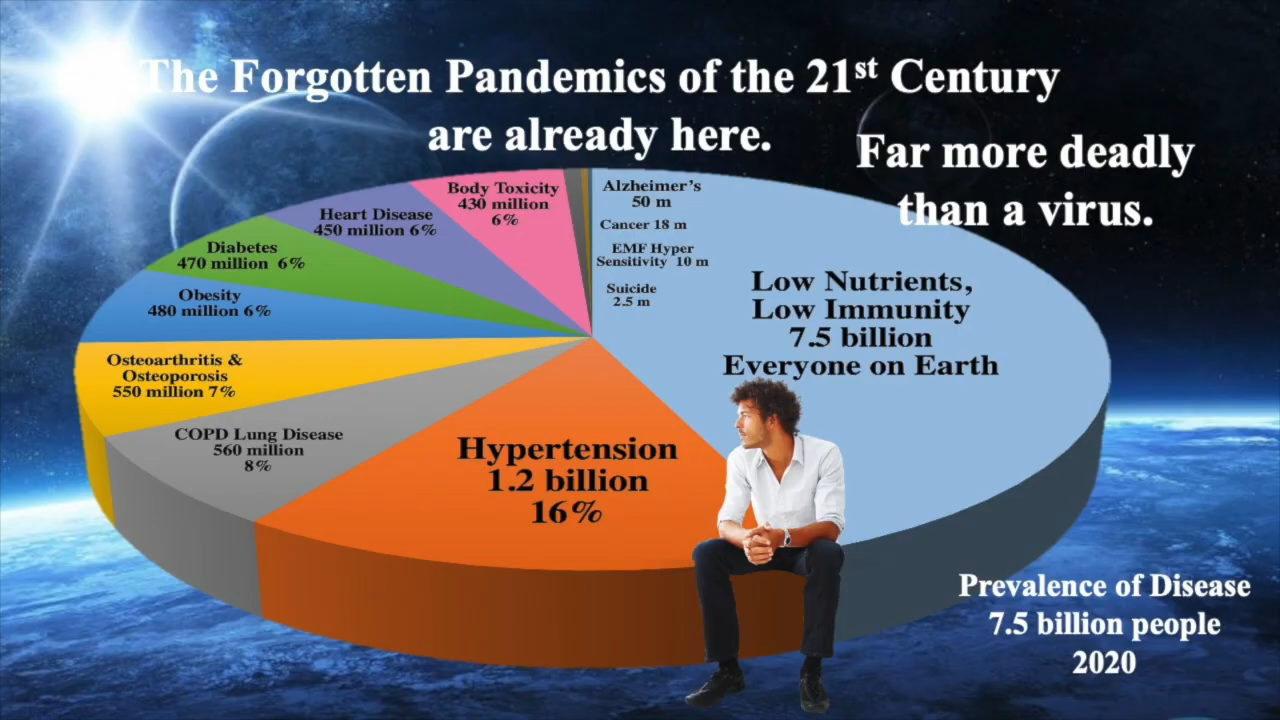 The Forgotten Pandemics of the 21st Century
are already here.
Far more deadly
than a virus.
Body Toxicity
430 million
6%
Alzheimer's
50 m
Cancer 18 m
EMF Hyper
Sensitivity 10 m
Suicide
2.5 m
Heart Disease
450 million 6%
Diabetes
470 million 6%
Obesity
480 million 6%
Osteoarthritis &
Osteoporosis
550 million 7%
COPD Lung Disease
560 million
8%
Hypertension
1.2 billion
16%
Low Nutrients,
Low Immunity
7.5 billion
Everyone on Earth
Prevalence of Disease
7.5 billion people
2020